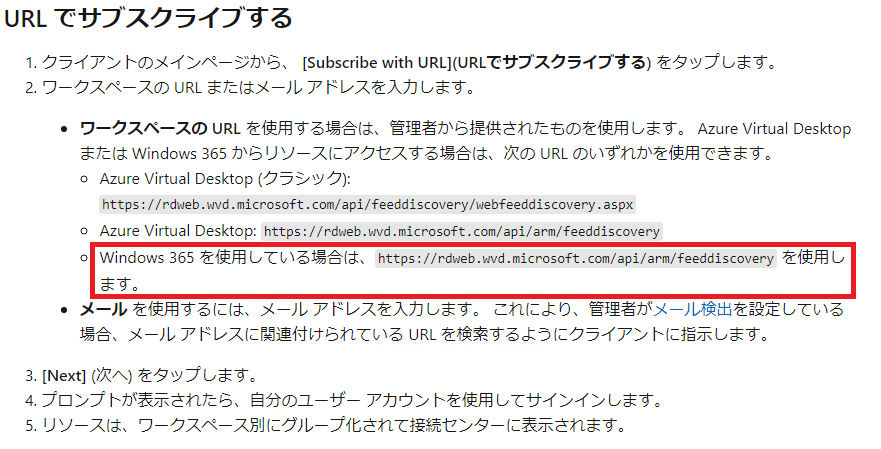 URL でサブスクライブする
1. クライアントのメインページから、 [Subscribe with URL](URLでサブスクライブする) をタップします。
2. ワークスペースの URL またはメール アドレスを入力します。
• ワークスペースの URL を使用する場合は、管理者から提供されたものを使用します。 Azure Virtual Desktop
または Windows 365 からリソースにアクセスする場合は、次の URL のいずれかを使用できます。
○ Azure Virtual Desktop (クラシック):
https://rdweb.wvd.microsoft.com/api/feeddiscovery/webfeeddiscovery.aspx
○ Azure Virtual Desktop: https://rdweb.wvd.microsoft.com/api/arm/feeddiscovery
○ Windows 365 を使用している場合は、 https://rdweb.wvd.microsoft.com/api/arm/feeddiscovery を使用し
ます。
• メール を使用するには、メール アドレスを入力します。 これにより、管理者がメール検出を設定している
場合、メール アドレスに関連付けられている URL を検索するようにクライアントに指示します。
3. [Next] (次へ) をタップします。
4. プロンプトが表示されたら、自分のユーザー アカウントを使用してサインインします。
5. リソースは、ワークスペース別にグループ化されて接続センターに表示されます。